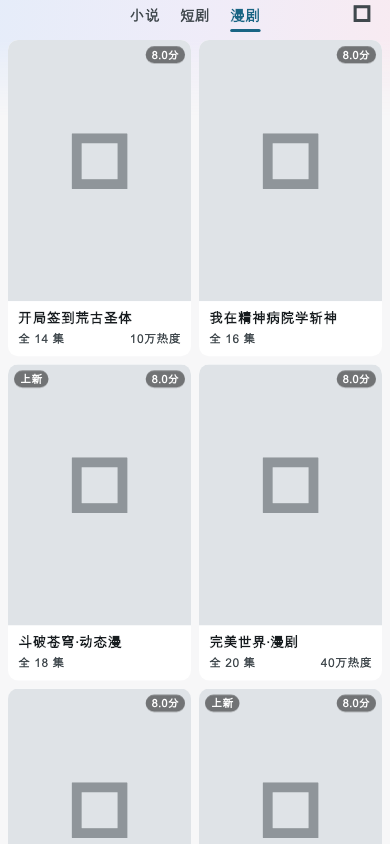 小说 短剧 漫剧
8.0分 8.0分
开局签到荒古圣体
全 14 集 10万热度
我在精神病院学斩神
全 16 集
上新 8.0分 8.0分
斗破苍穹·动态漫
全 18 集
完美世界·漫剧
全 20 集 40万热度
8.0分 上新 8.0分